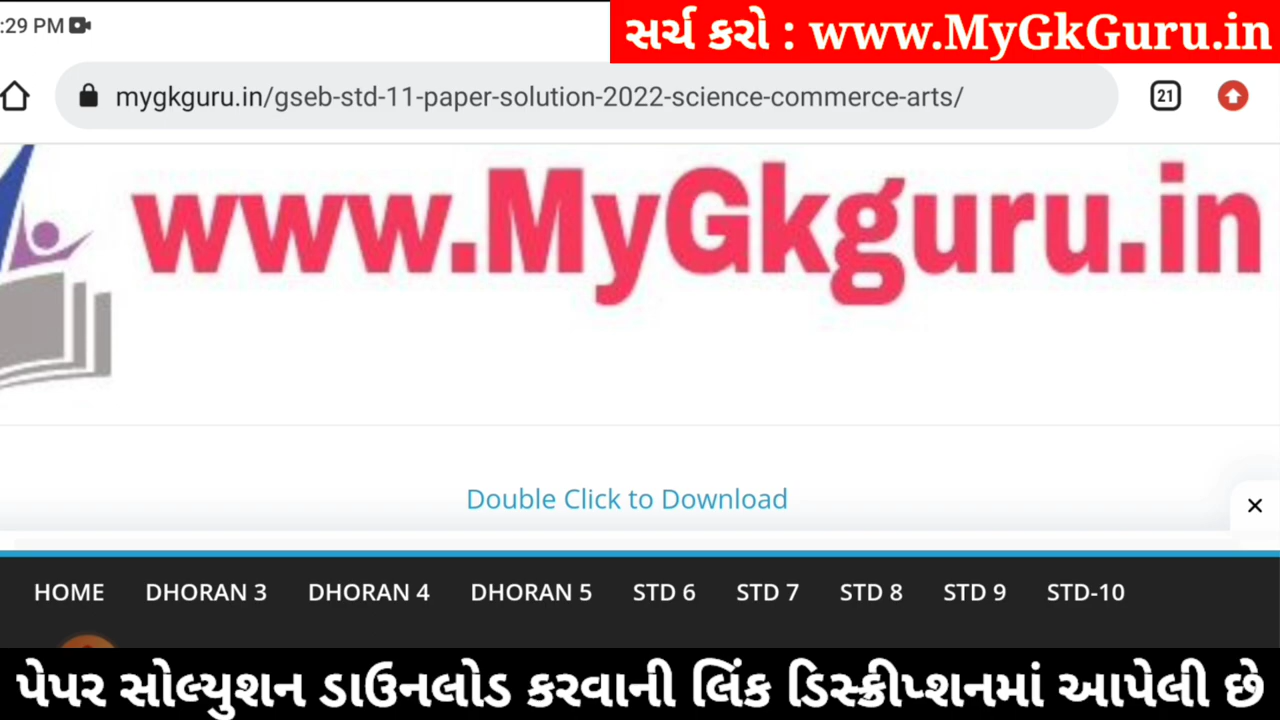 :29 PM
સર્ચ કરો : www.MyGkGuru.in
mygkguru.in/gseb-std-11-paper-solution-2022-science-commerce-arts/
21
www.MyGkguru.in
Double Click to Download
×
HOME DHORAN 3 DHORAN 4 DHORAN 5 STD 6 STD 7 STD 8 STD 9 STD-10
પેપર સોલ્યુશન ડાઉનલોડ કરવાની લિંક ડિસ્ક્રીપ્શનમાં આપેલી છે